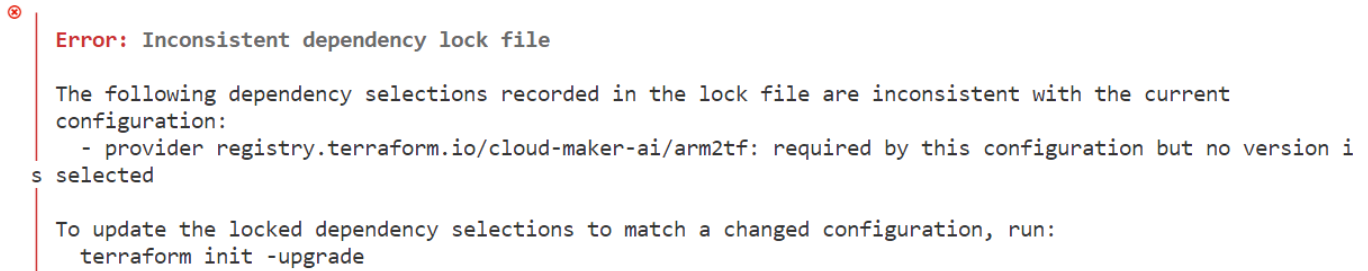 Error: Inconsistent dependency lock file
The following dependency selections recorded in the lock file are inconsistent with the current
configuration:
- provider registry.terraform.io/cloud-maker-ai/arm2tf: required by this configuration but no version i
s selected
To update the locked dependency selections to match a changed configuration, run:
terraform init -upgrade